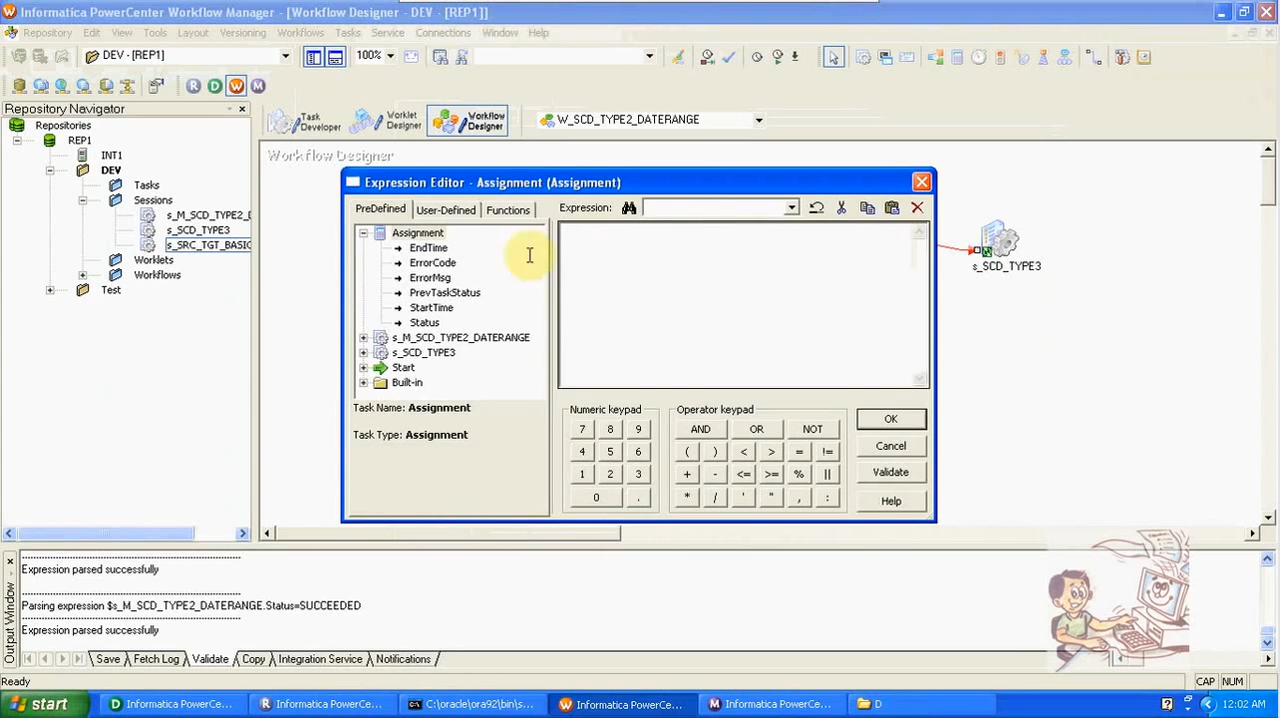 Informatica PowerCenter Workflow Manager - [Workflow Designer - DEV - [REP1]]
Repository Edit View Tools Layout Versioning Workflows Tasks Service Connections Window Help
DEV - [REP1]
100%
R D W M
Repository Navigator
Repositories
REP1
INT1
DEV
Tasks
Sessions
s_M_SCD_TYPE2_D
s_SCD_TYPE3
s_SRC_TGT_BASIC
Worklets
Workflows
Test
Task Developer
Worklet Designer
Workflow Designer
W_SCD_TYPE2_DATERANGE
Workflow Designer
s_SCD_TYPE3
Expression Editor - Assignment (Assignment)
PreDefined User-Defined Functions
Expression:
Assignment
EndTime
ErrorCode
ErrorMsg
PrevTaskStatus
StartTime
Status
s_M_SCD_TYPE2_DATERANGE
s_SCD_TYPE3
Start
Built-in
Task Name: Assignment
Task Type: Assignment
Numeric keypad
7 8 9
4 5 6
1 2 3
0 .
Operator keypad
AND OR NOT
( ) < > = !=
+ - <= >= % ||
* / ' " , :
OK
Cancel
Validate
Help
Output Window
Expression parsed successfully
Parsing expression $s_M_SCD_TYPE2_DATERANGE.Status=SUCCEEDED
Expression parsed successfully
Save Fetch Log Validate Copy Integration Service Notifications
Ready
CAP NUM
start
Informatica PowerCe...
Informatica PowerCe...
C:\oracle\ora92\bin\s...
Informatica PowerCe...
Informatica PowerCe...
D
12:02 AM